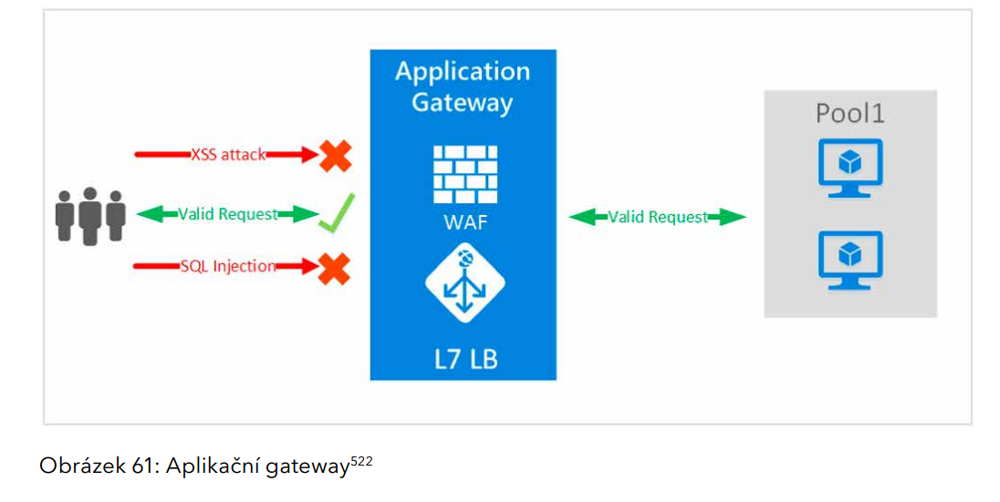 Application
Gateway
Pool1
XSS attack
Valid Request
WAF
Valid Request
SQL Injection
L7 LB
Obrázek 61: Aplikační gateway522